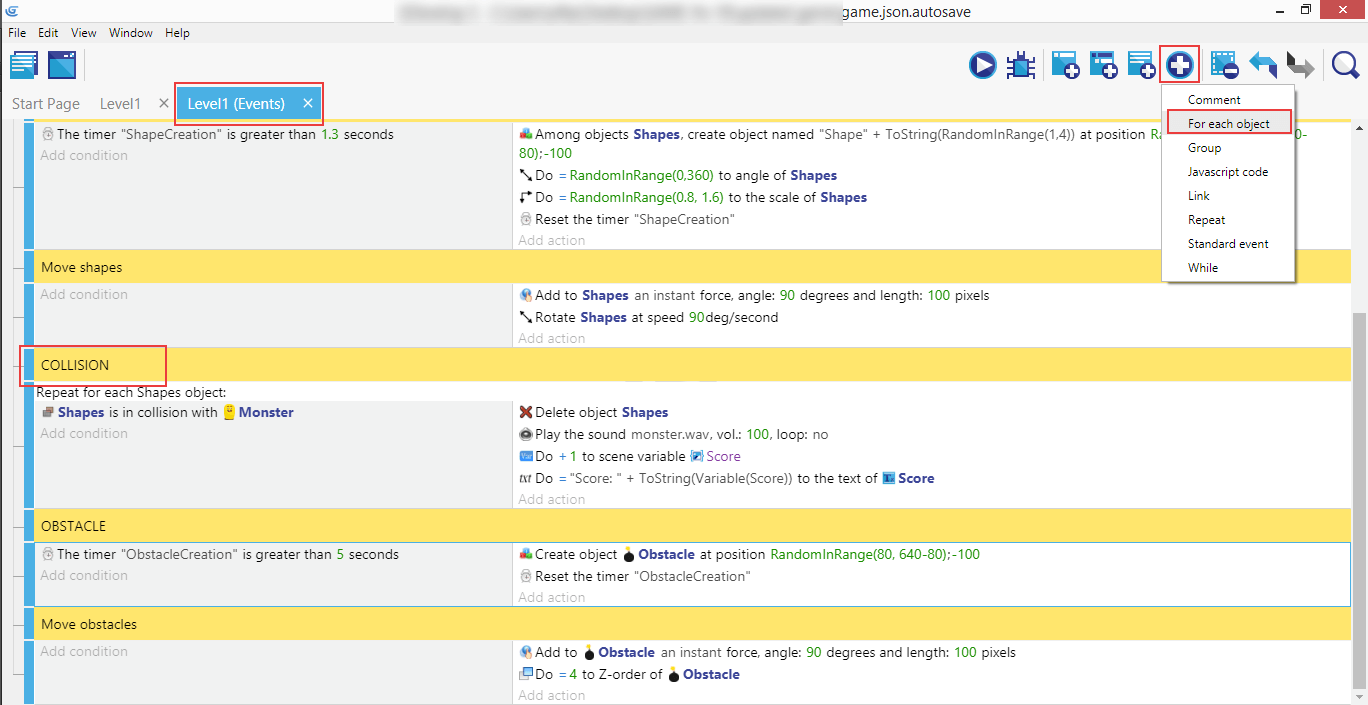 game.json.autosave
File Edit View Window Help
Start Page Level1 × Level1 (Events) ×
Comment
For each object
Group
Javascript code
Link
Repeat
Standard event
While
The timer "ShapeCreation" is greater than 1.3 seconds
Add condition
Among objects Shapes, create object named "Shape" + ToString(RandomInRange(1,4)) at position
80);-100
Do =RandomInRange(0,360) to angle of Shapes
Do =RandomInRange(0.8, 1.6) to the scale of Shapes
Reset the timer "ShapeCreation"
Add action
Move shapes
Add condition
Add to Shapes an instant force, angle: 90 degrees and length: 100 pixels
Rotate Shapes at speed 90deg/second
Add action
COLLISION
Repeat for each Shapes object:
Shapes is in collision with Monster
Add condition
Delete object Shapes
Play the sound monster.wav, vol.: 100, loop: no
Do +1 to scene variable Score
txt Do ="Score: " + ToString(Variable(Score)) to the text of Score
Add action
OBSTACLE
The timer "ObstacleCreation" is greater than 5 seconds
Add condition
Create object Obstacle at position RandomInRange(80, 640-80);-100
Reset the timer "ObstacleCreation"
Add action
Move obstacles
Add condition
Add to Obstacle an instant force, angle: 90 degrees and length: 100 pixels
Do =4 to Z-order of Obstacle
Add action